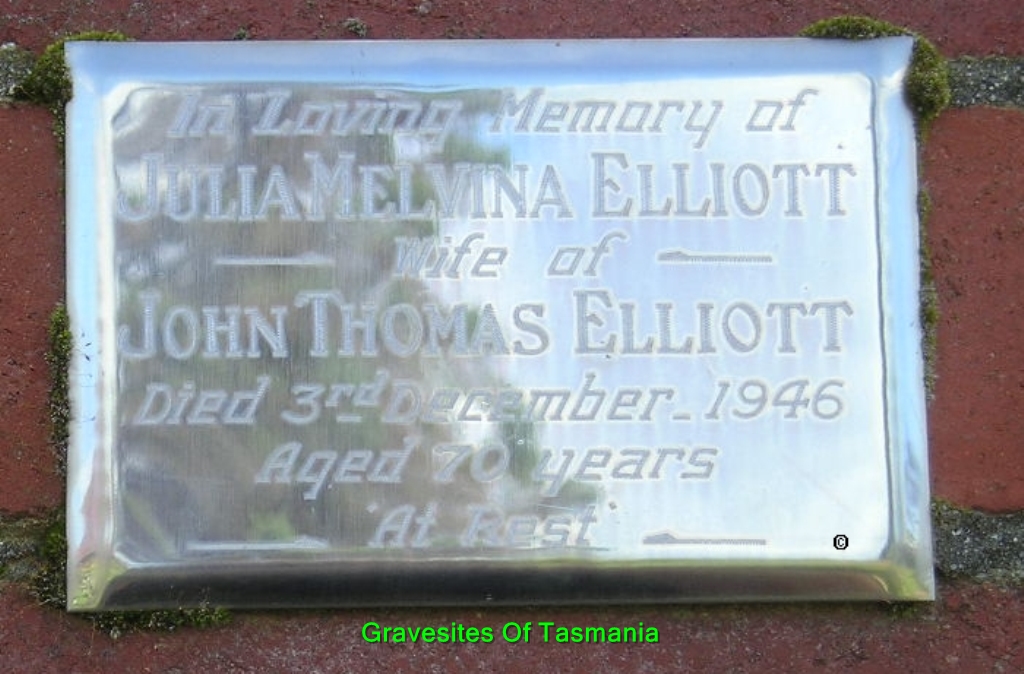 In Loving Memory of
JULIA MELVINA ELLIOTT
Wife of
JOHN THOMAS ELLIOTT
Died 3rd December_ 1946
Aged 70 years
'At Rest'
©
Gravesites Of Tasmania